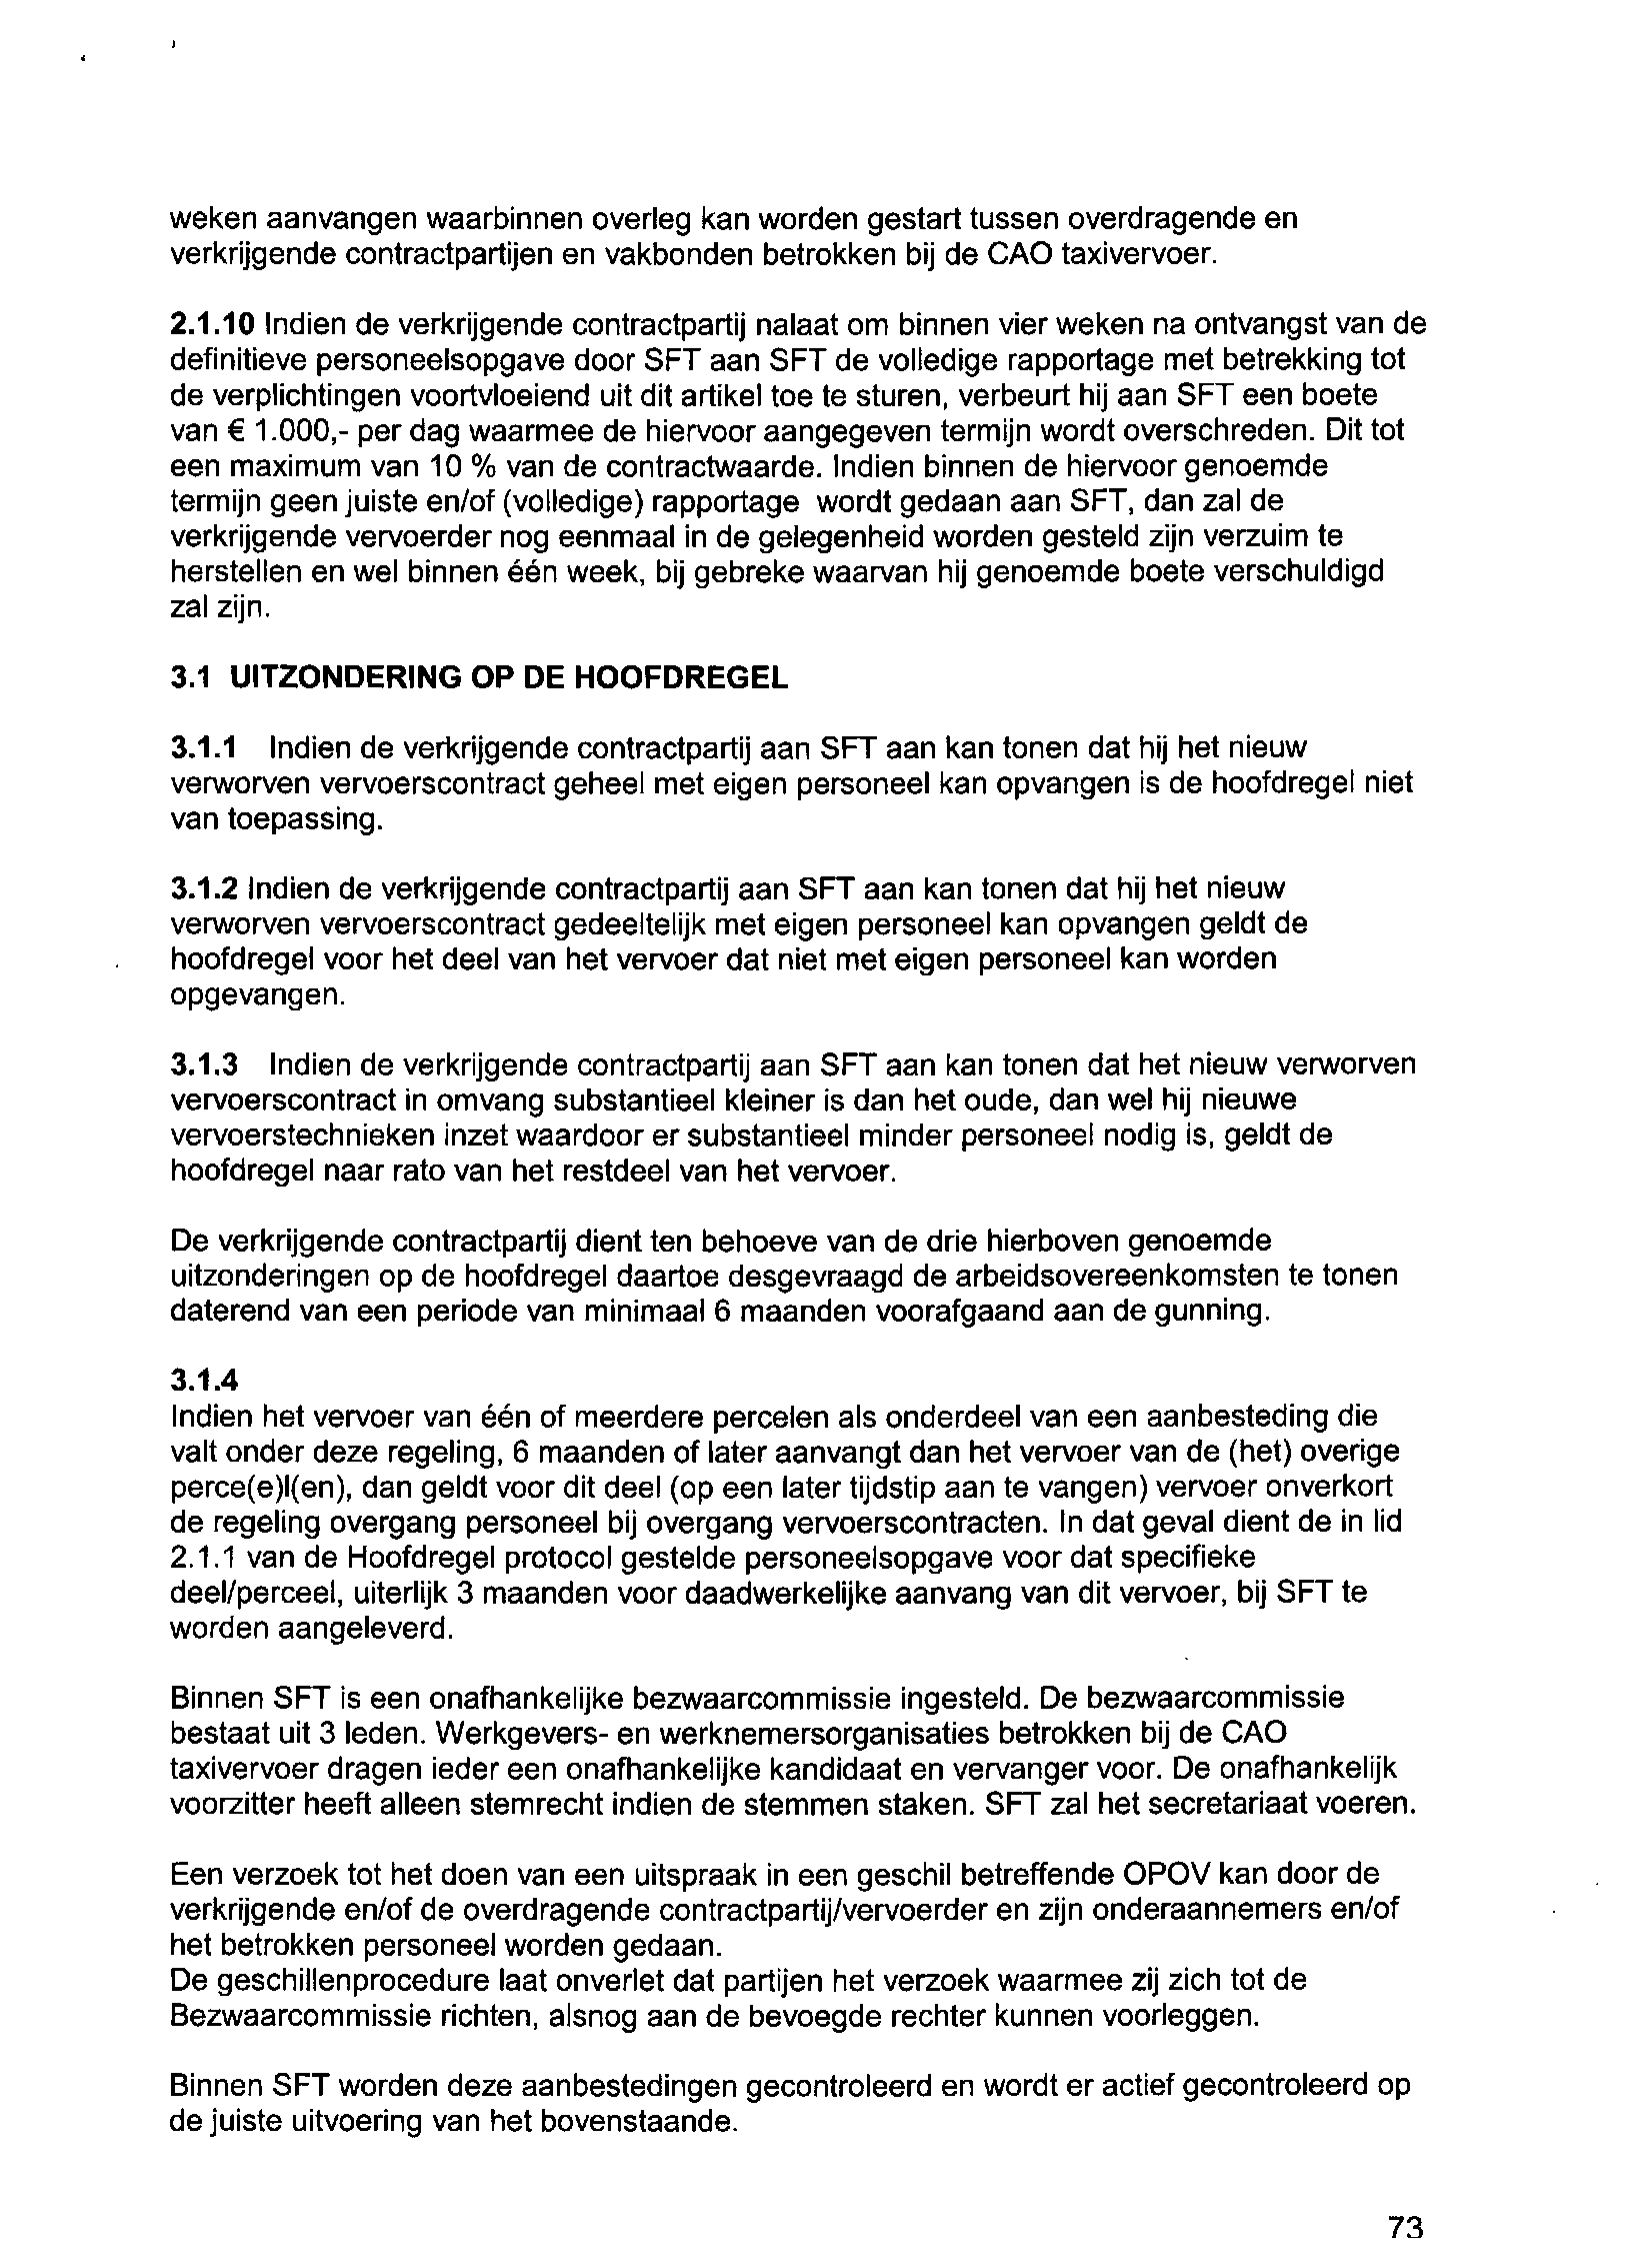 weken aanvangen waarbinnen overleg kan worden gestart tussen overdragende en
verkrijgende contractpartijen en vakbonden betrokken bij de CAO taxivervoer.
2.1.10 Indien de verkrijgende contractpartij nalaat om binnen vier weken na ontvangst van de
definitieve personeelsopgave door SFT aan SFT de volledige rapportage met betrekking tot
de verplichtingen voortvloeiend uit dit artikel toe te sturen, verbeurt hij aan SFT een boete
van € 1.000,- per dag waarmee de hiervoor aangegeven termijn wordt overschreden. Dit tot
een maximum van 10 % van de contractwaarde. Indien binnen de hiervoor genoemde
termijn geen juiste en/of (volledige) rapportage wordt gedaan aan SFT, dan zal de
verkrijgende vervoerder nog eenmaal in de gelegenheid worden gesteld zijn verzuim te
herstellen en wel binnen één week, bij gebreke waarvan hij genoemde boete verschuldigd
zal zijn.
3.1 UITZONDERING OP DE HOOFDREGEL
3.1.1 Indien de verkrijgende contractpartij aan SFT aan kan tonen dat hij het nieuw
verworven vervoerscontract geheel met eigen personeel kan opvangen is de hoofdregel niet
van toepassing.
3.1.2 Indien de verkrijgende contractpartij aan SFT aan kan tonen dat hij het nieuw
verworven vervoerscontract gedeeltelijk met eigen personeel kan opvangen geldt de
hoofdregel voor het deel van het vervoer dat niet met eigen personeel kan worden
opgevangen.
3.1.3 Indien de verkrijgende contractpartij aan SFT aan kan tonen dat het nieuw verworven
vervoerscontract in omvang substantieel kleiner is dan het oude, dan wel hij nieuwe
vervoerstechnieken inzet waardoor er substantieel minder personeel nodig is, geldt de
hoofdregel naar rato van het restdeel van het vervoer.
De verkrijgende contractpartij dient ten behoeve van de drie hierboven genoemde
uitzonderingen op de hoofdregel daartoe desgevraagd de arbeidsovereenkomsten te tonen
daterend van een periode van minimaal 6 maanden voorafgaand aan de gunning.
3.1.4
Indien het vervoer van één of meerdere percelen als onderdeel van een aanbesteding die
valt onder deze regeling, 6 maanden of later aanvangt dan het vervoer van de (het) overige
perce(e)l(en), dan geldt voor dit deel (op een later tijdstip aan te vangen) vervoer onverkort
de regeling overgang personeel bij overgang vervoerscontracten. In dat geval dient de in lid
2.1.1 van de Hoofdregel protocol gestelde personeelsopgave voor dat specifieke
deel/perceel, uiterlijk 3 maanden voor daadwerkelijke aanvang van dit vervoer, bij SFT te
worden aangeleverd.
Binnen SFT is een onafhankelijke bezwaarcommissie ingesteld. De bezwaarcommissie
bestaat uit 3 leden. Werkgevers- en werknemersorganisaties betrokken bij de CAO
taxivervoer dragen ieder een onafhankelijke kandidaat en vervanger voor. De onafhankelijk
voorzitter heeft alleen stemrecht indien de stemmen staken. SFT zal het secretariaat voeren.
Een verzoek tot het doen van een uitspraak in een geschil betreffende OPOV kan door de
verkrijgende en/of de overdragende contractpartij/vervoerder en zijn onderaannemers en/of
het betrokken personeel worden gedaan.
De geschillenprocedure laat onverlet dat partijen het verzoek waarmee zij zich tot de
Bezwaarcommissie richten, alsnog aan de bevoegde rechter kunnen voorleggen.
Binnen SFT worden deze aanbestedingen gecontroleerd en wordt er actief gecontroleerd op
de juiste uitvoering van het bovenstaande.
73